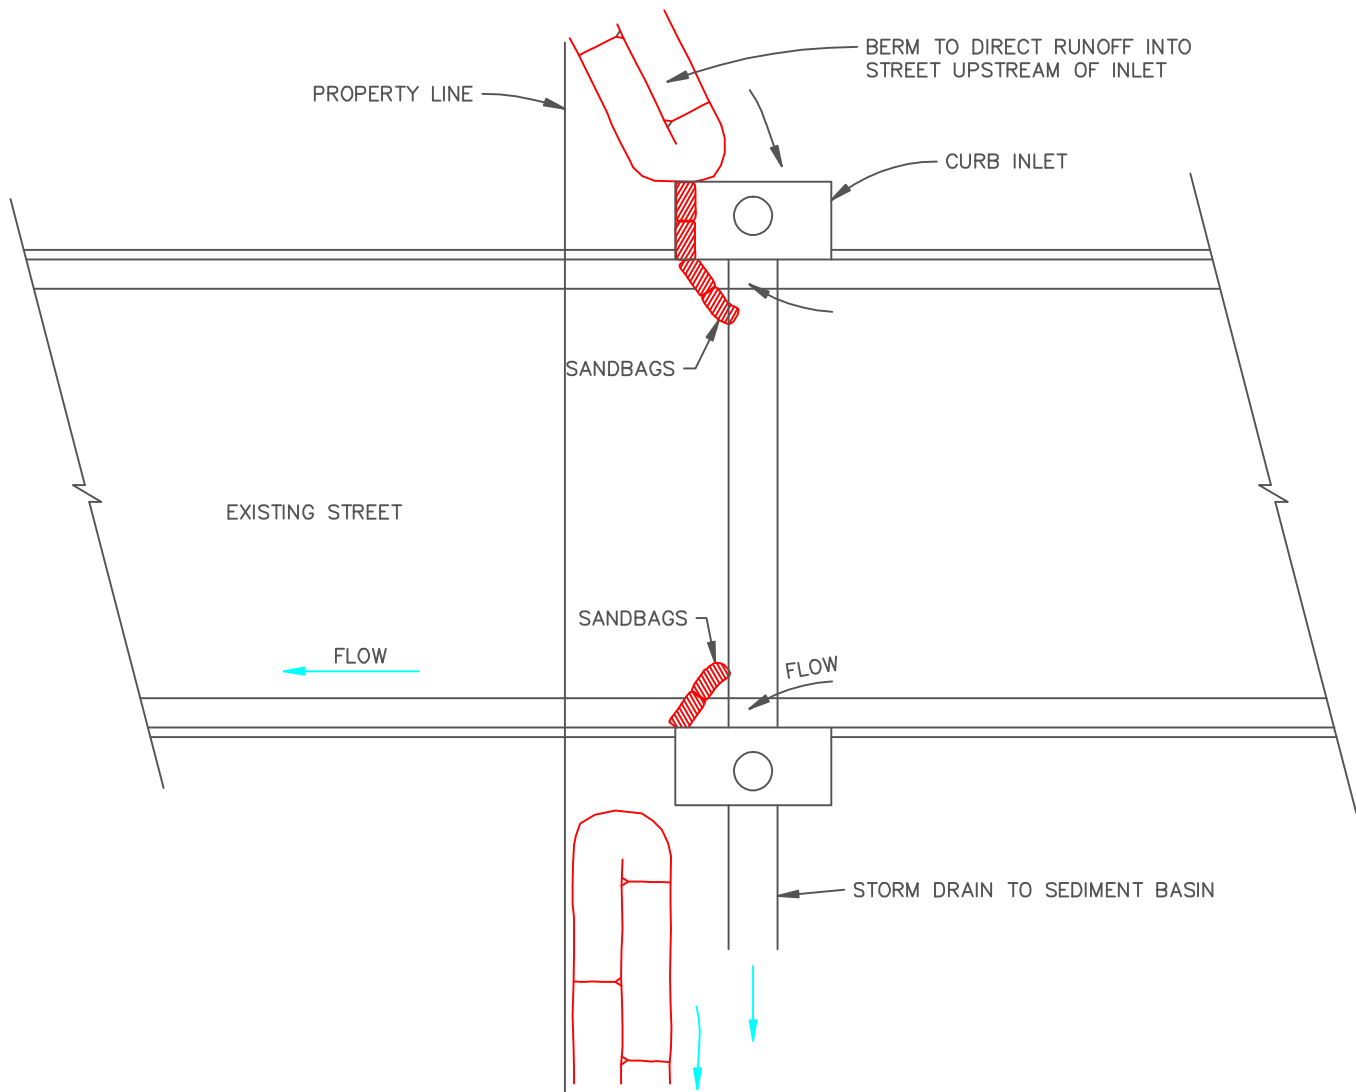 BERM TO DIRECT RUNOFF INTO
STREET UPSTREAM OF INLET
PROPERTY LINE
CURB INLET
SANDBAGS
EXISTING STREET
SANDBAGS
FLOW
FLOW
STORM DRAIN TO SEDIMENT BASIN